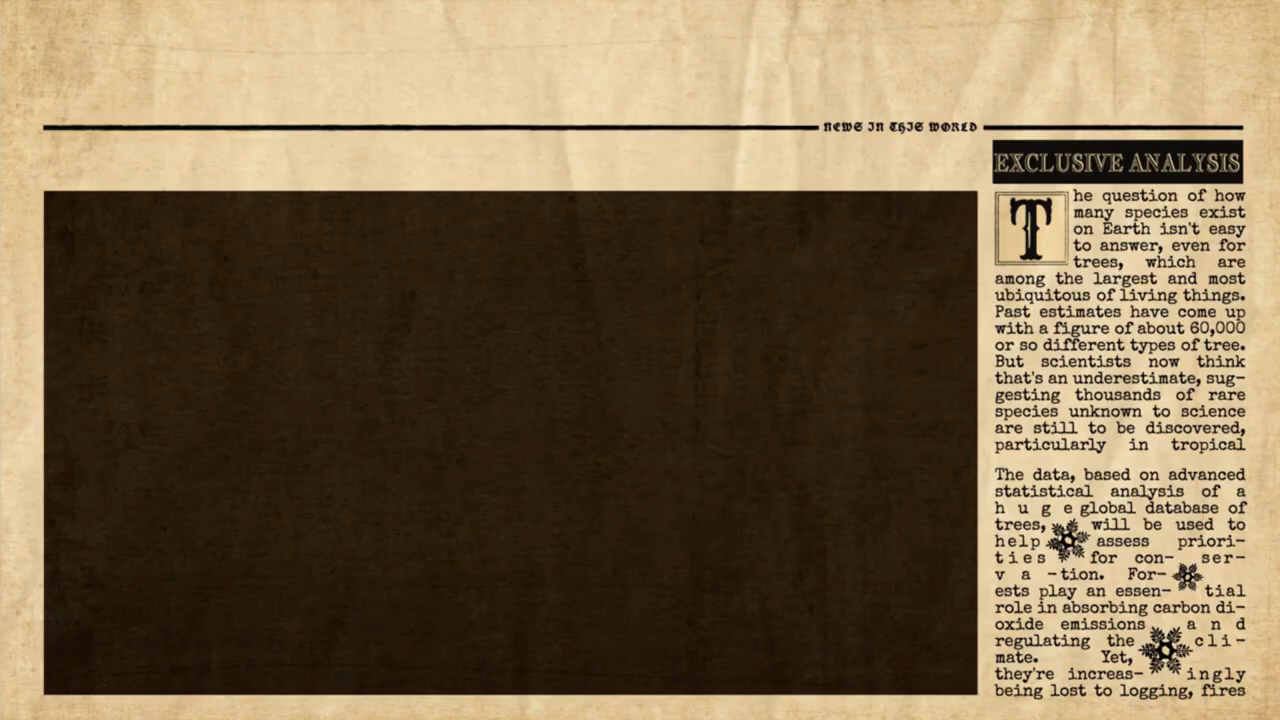 NEWS IN THIS WORLD
EXCLUSIVE ANALYSIS
The question of how
many species exist
on Earth isn't easy
to answer, even for
trees, which are
among the largest and most
ubiquitous of living things.
Past estimates have come up
with a figure of about 60,000
or so different types of tree.
But scientists now think
that's an underestimate, sug-
gesting thousands of rare
species unknown to science
are still to be discovered,
particularly in tropical
The data, based on advanced
statistical analysis of a
h u g e global database of
trees, will be used to
help assess priori-
ties for con- ser-
v a -tion. For-
ests play an essen- tial
role in absorbing carbon di-
oxide emissions a n d
regulating the cli-
mate. Yet,
they're increas- ingly
being lost to logging, fires